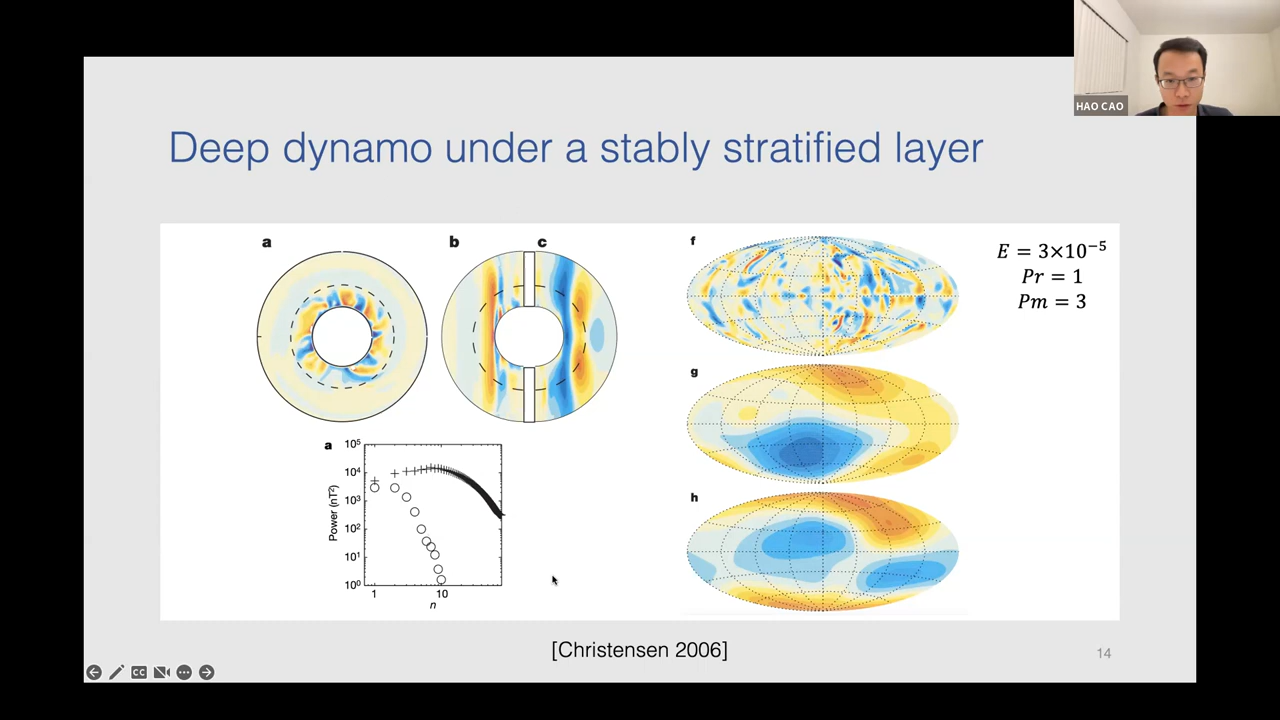 HAO CAO
Deep dynamo under a stably stratified layer
a
b
c
f
E = 3×10⁻⁵
Pr = 1
Pm = 3
g
a
10⁵
10⁴
10³
10²
10¹
10⁰
Power (nT²)
1
10
n
h
[Christensen 2006]
14
CC